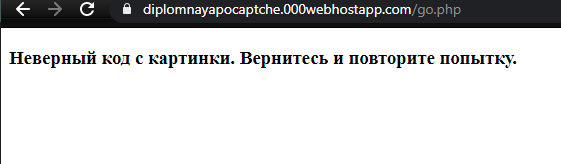 diplomnayapocaptche.000webhostapp.com/go.php
Неверный код с картинки. Вернитесь и повторите попытку.